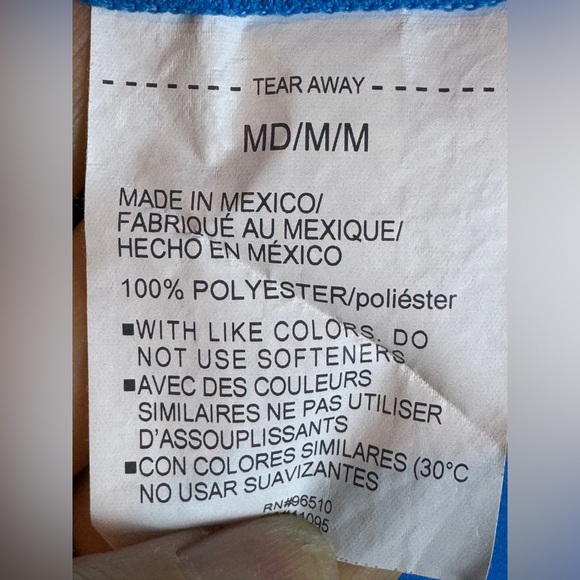 ------- TEAR AWAY -------
MD/M/M
MADE IN MEXICO/
FABRIQUÉ AU MEXIQUE/
HECHO EN MÉXICO
100% POLYESTER/poliéster
■WITH LIKE COLORS. DO
NOT USE SOFTENERS
■AVEC DES COULEURS
SIMILAIRES NE PAS UTILISER
D'ASSOUPLISSANTS
■CON COLORES SIMILARES (30°C
NO USAR SUAVIZANTES
RN#96510
1095